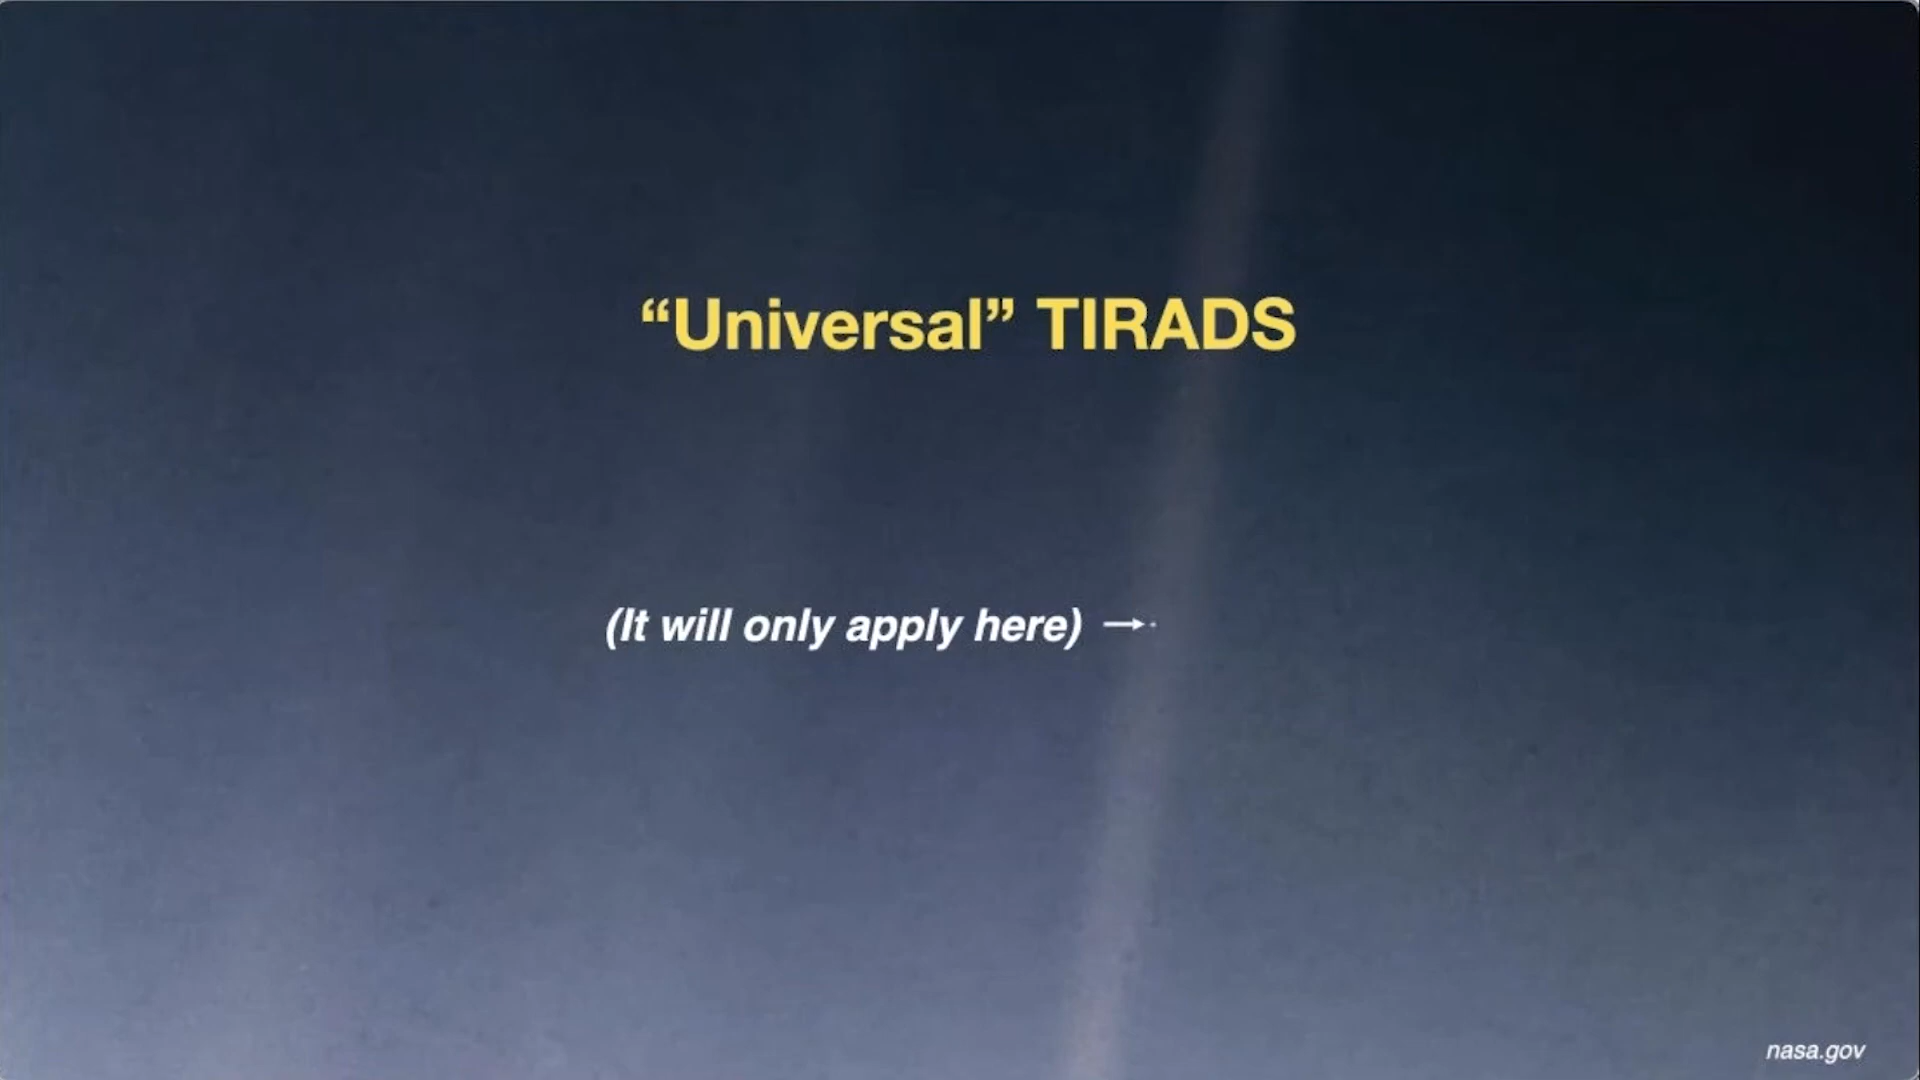 “Universal” TIRADS
(It will only apply here) →
nasa.gov